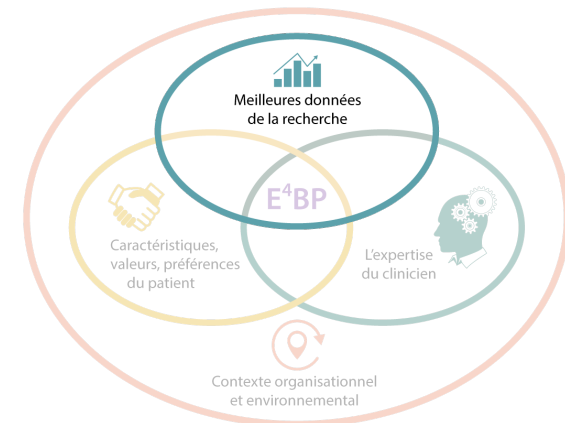 Meilleures données
de la recherche
E⁴BP
Caractéristiques,
valeurs, préférences
du patient
L'expertise
du clinicien
Contexte organisationnel
et environnemental